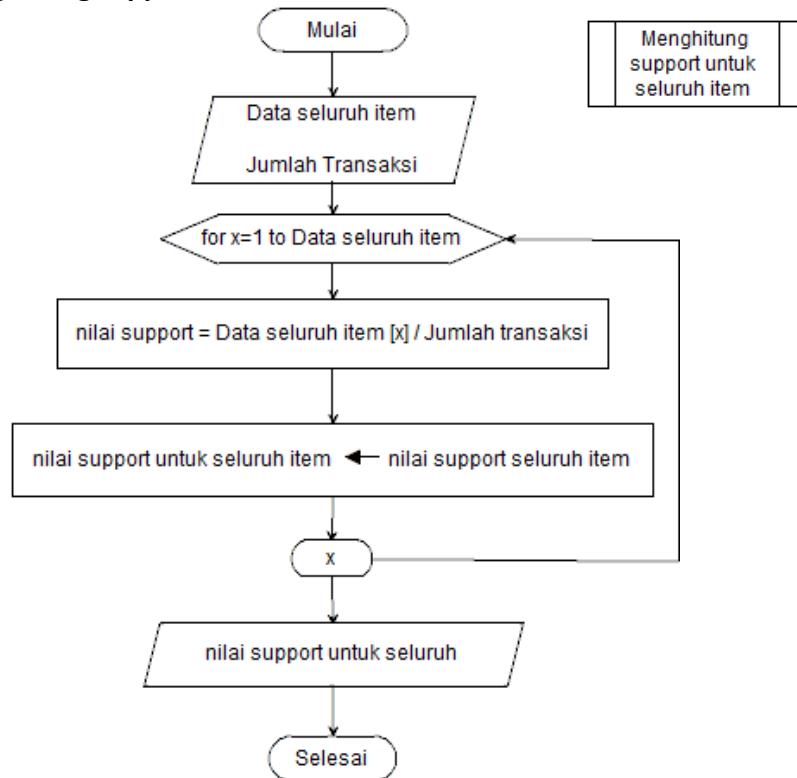 Mulai
Menghitung
support untuk
seluruh item
Data seluruh item
Jumlah Transaksi
for x=1 to Data seluruh item
nilai support = Data seluruh item [x] / Jumlah transaksi
nilai support untuk seluruh item nilai support seluruh item
x
nilai support untuk seluruh
Selesai